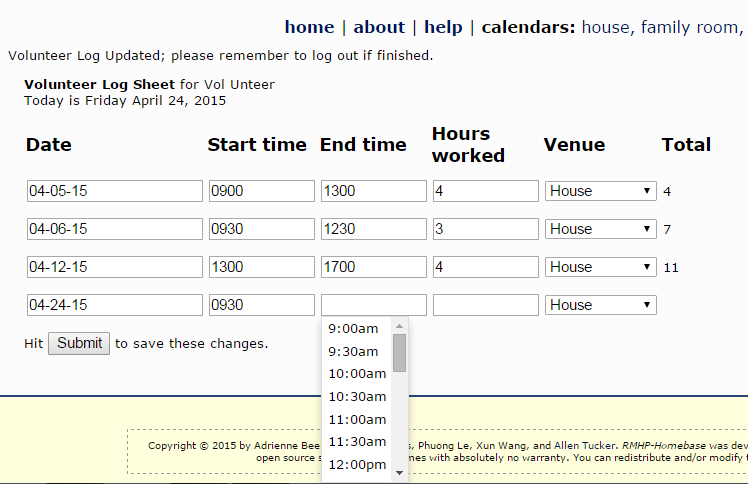 home | about | help | calendars: house, family room,
Volunteer Log Updated; please remember to log out if finished.
Volunteer Log Sheet for Vol Unteer
Today is Friday April 24, 2015
Date Start time End time Hours worked Venue Total
04-05-15 0900 1300 4 House 4
04-06-15 0930 1230 3 House 7
04-12-15 1300 1700 4 House 11
04-24-15 0930 House
9:00am
9:30am
10:00am
10:30am
11:00am
11:30am
12:00pm
Hit Submit to save these changes.
Copyright © 2015 by Adrienne Bee s, Phuong Le, Xun Wang, and Allen Tucker. RMHP-Homebase was dev
open source s mes with absolutely no warranty. You can redistribute and/or modify